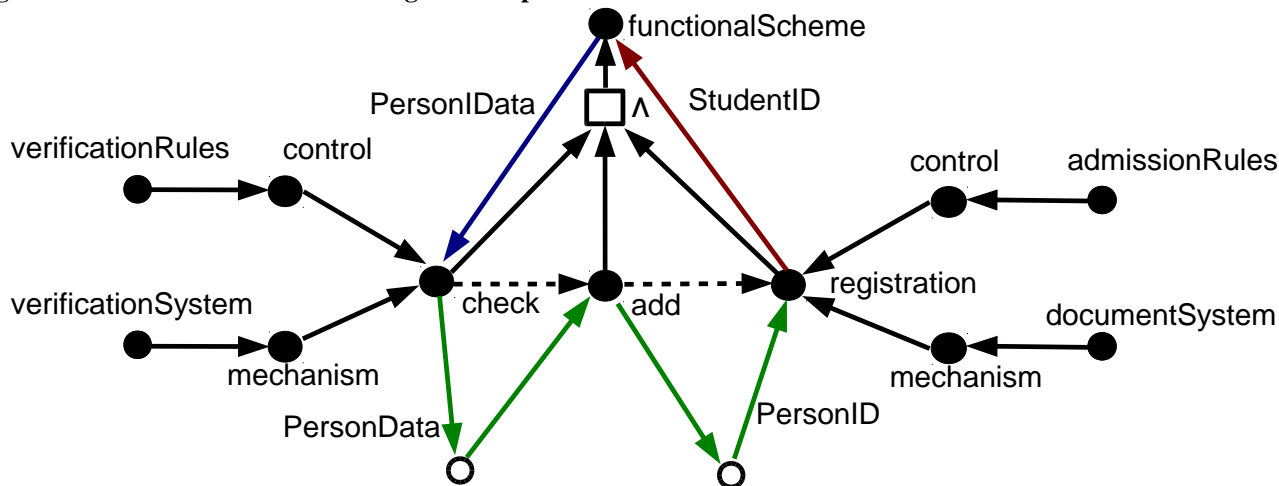 functionalScheme
PersonIData
StudentID
∧
verificationRules
control
control
admissionRules
verificationSystem
check
add
registration
documentSystem
mechanism
mechanism
PersonData
PersonID